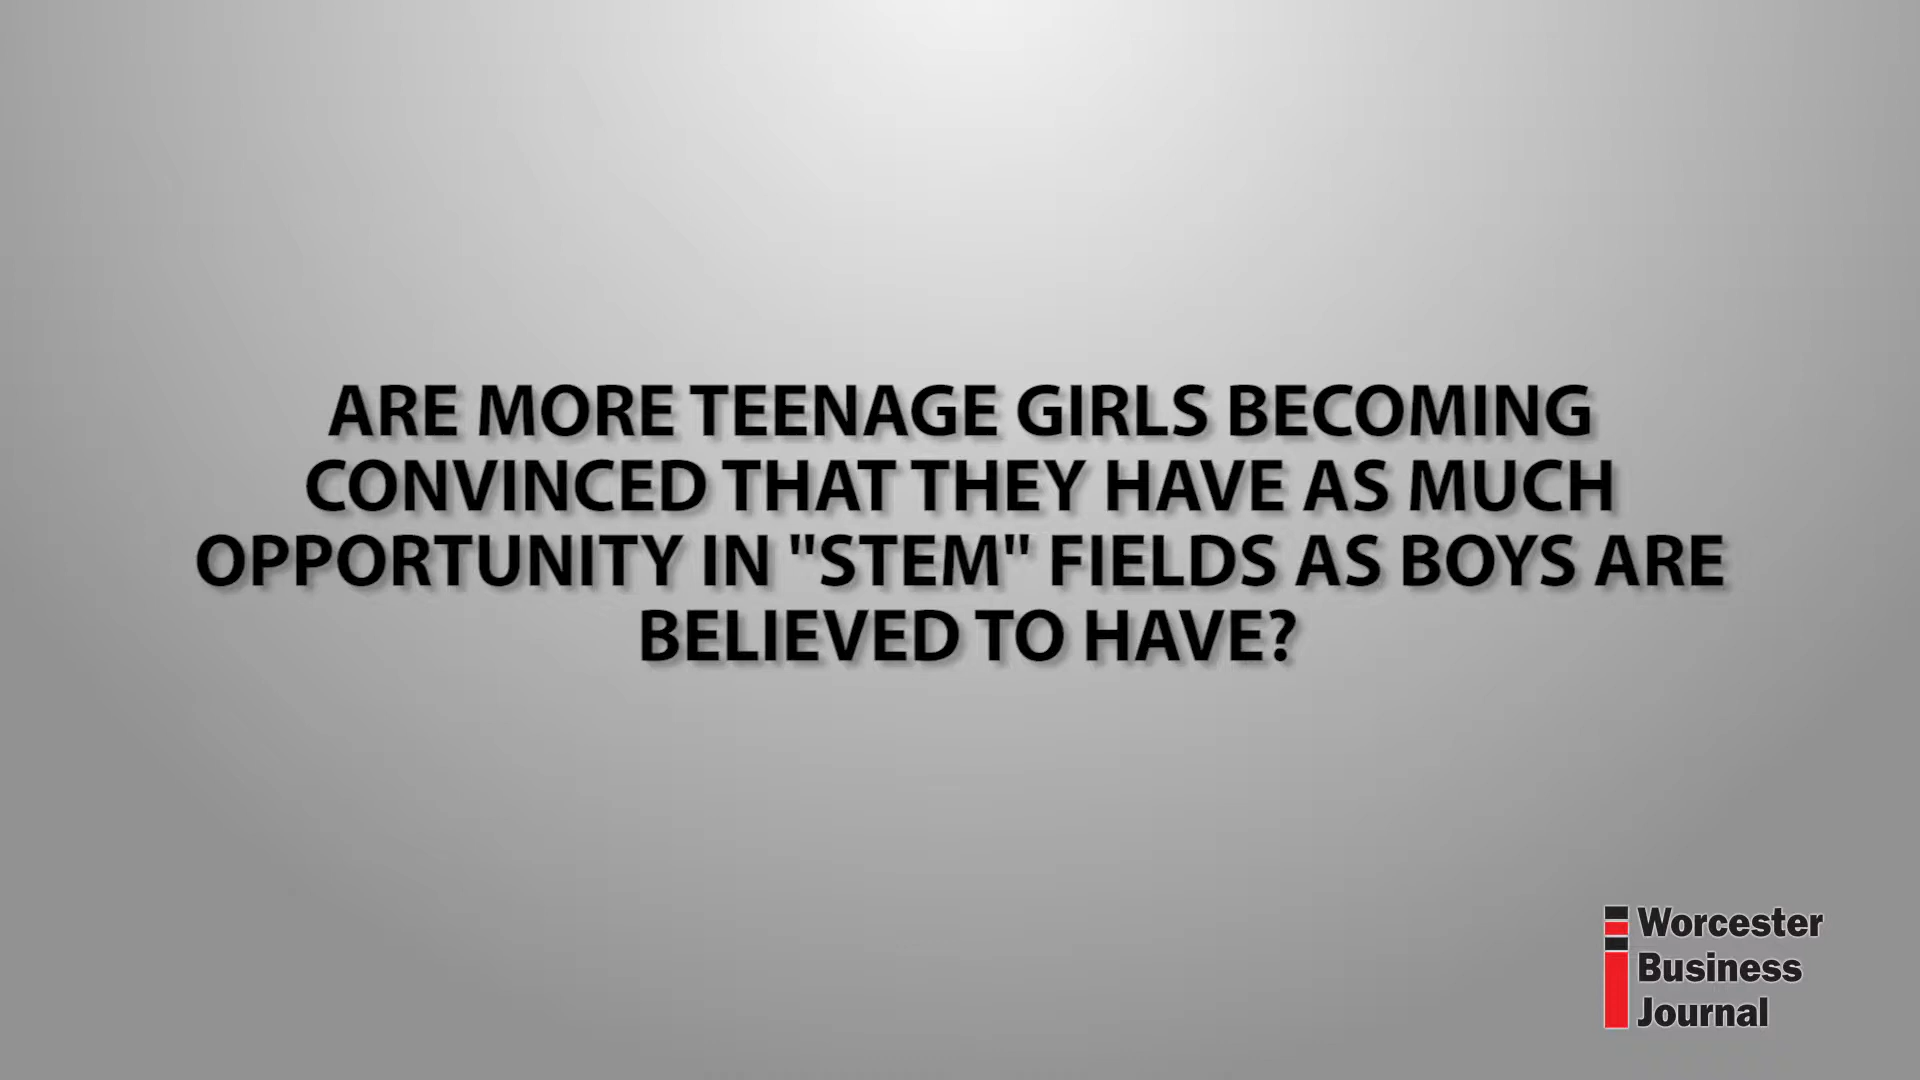 ARE MORE TEENAGE GIRLS BECOMING
CONVINCED THAT THEY HAVE AS MUCH
OPPORTUNITY IN "STEM" FIELDS AS BOYS ARE
BELIEVED TO HAVE?
Worcester
Business
Journal